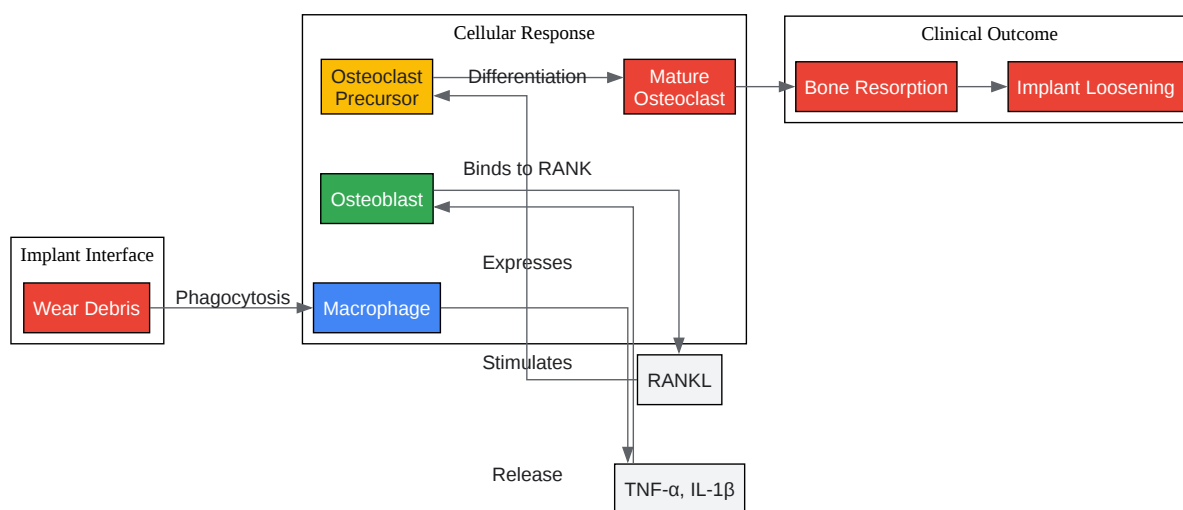 Cellular Response
Clinical Outcome
Osteoclast
Precursor
Differentiation
Mature
Osteoclast
Bone Resorption
Implant Loosening
Binds to RANK
Osteoblast
Implant Interface
Expresses
Wear Debris
Phagocytosis
Macrophage
Stimulates
RANKL
Release
TNF-α, IL-1β